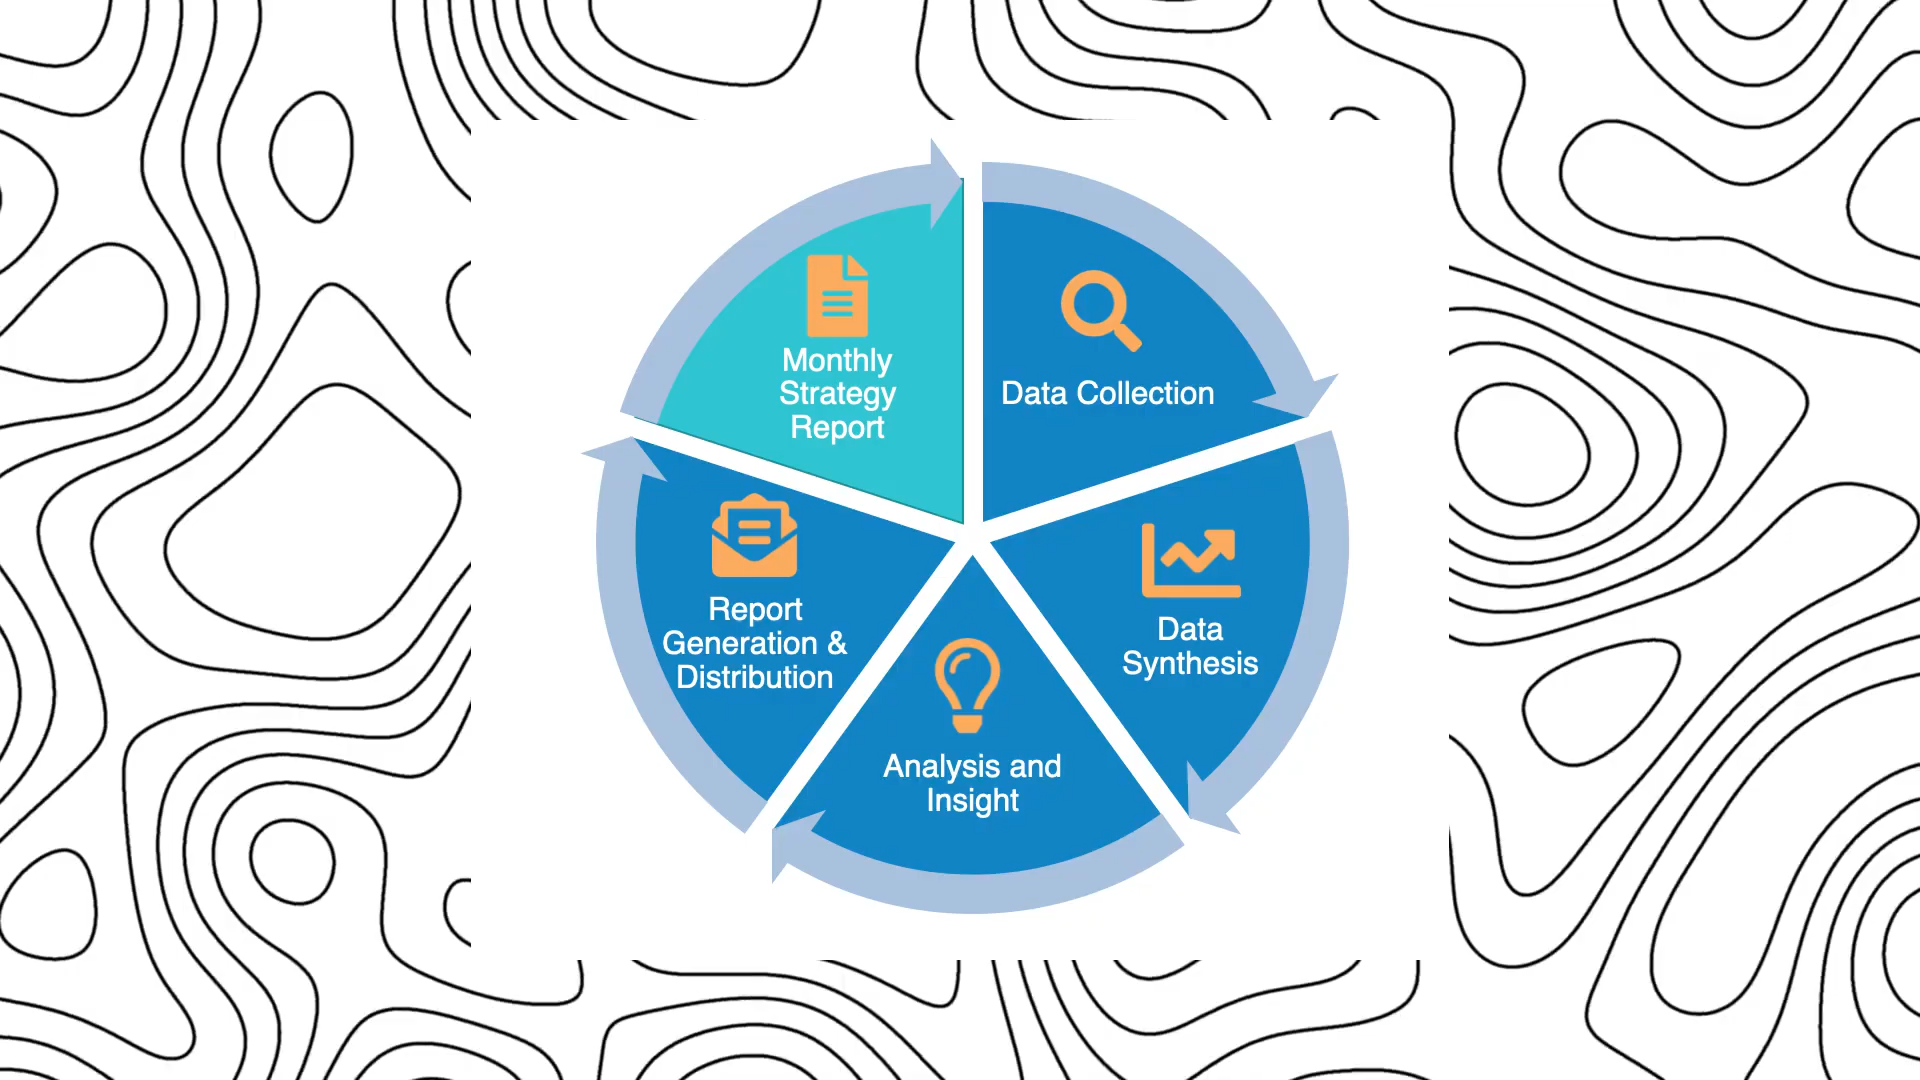 Monthly
Strategy
Report
Data Collection
Data
Synthesis
Analysis and
Insight
Report
Generation &
Distribution